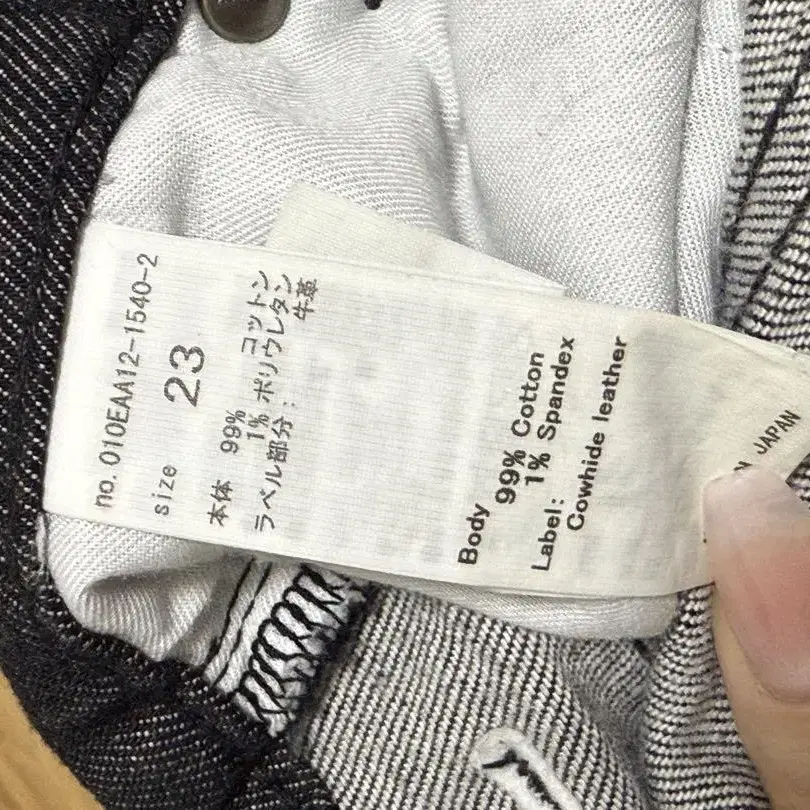 no. 010EAA12-1540-2
size 23
本体 99% コットン
1% ポリウレタン
ラベル部分: 牛革
Body
99% Cotton
1% Spandex
Label:
Cowhide leather
JAPAN